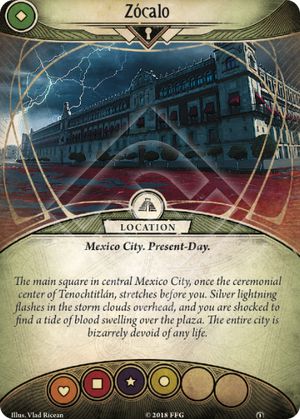 Zócalo
LOCATION
Mexico City. Present-Day.
The main square in central Mexico City, once the ceremonial
center of Tenochtitlán, stretches before you. Silver lightning
flashes in the storm clouds overhead, and you are shocked to
find a tide of blood swelling over the plaza. The entire city is
bizarrely devoid of any life.
Illus. Vlad Ricean
© 2018 FFG
1